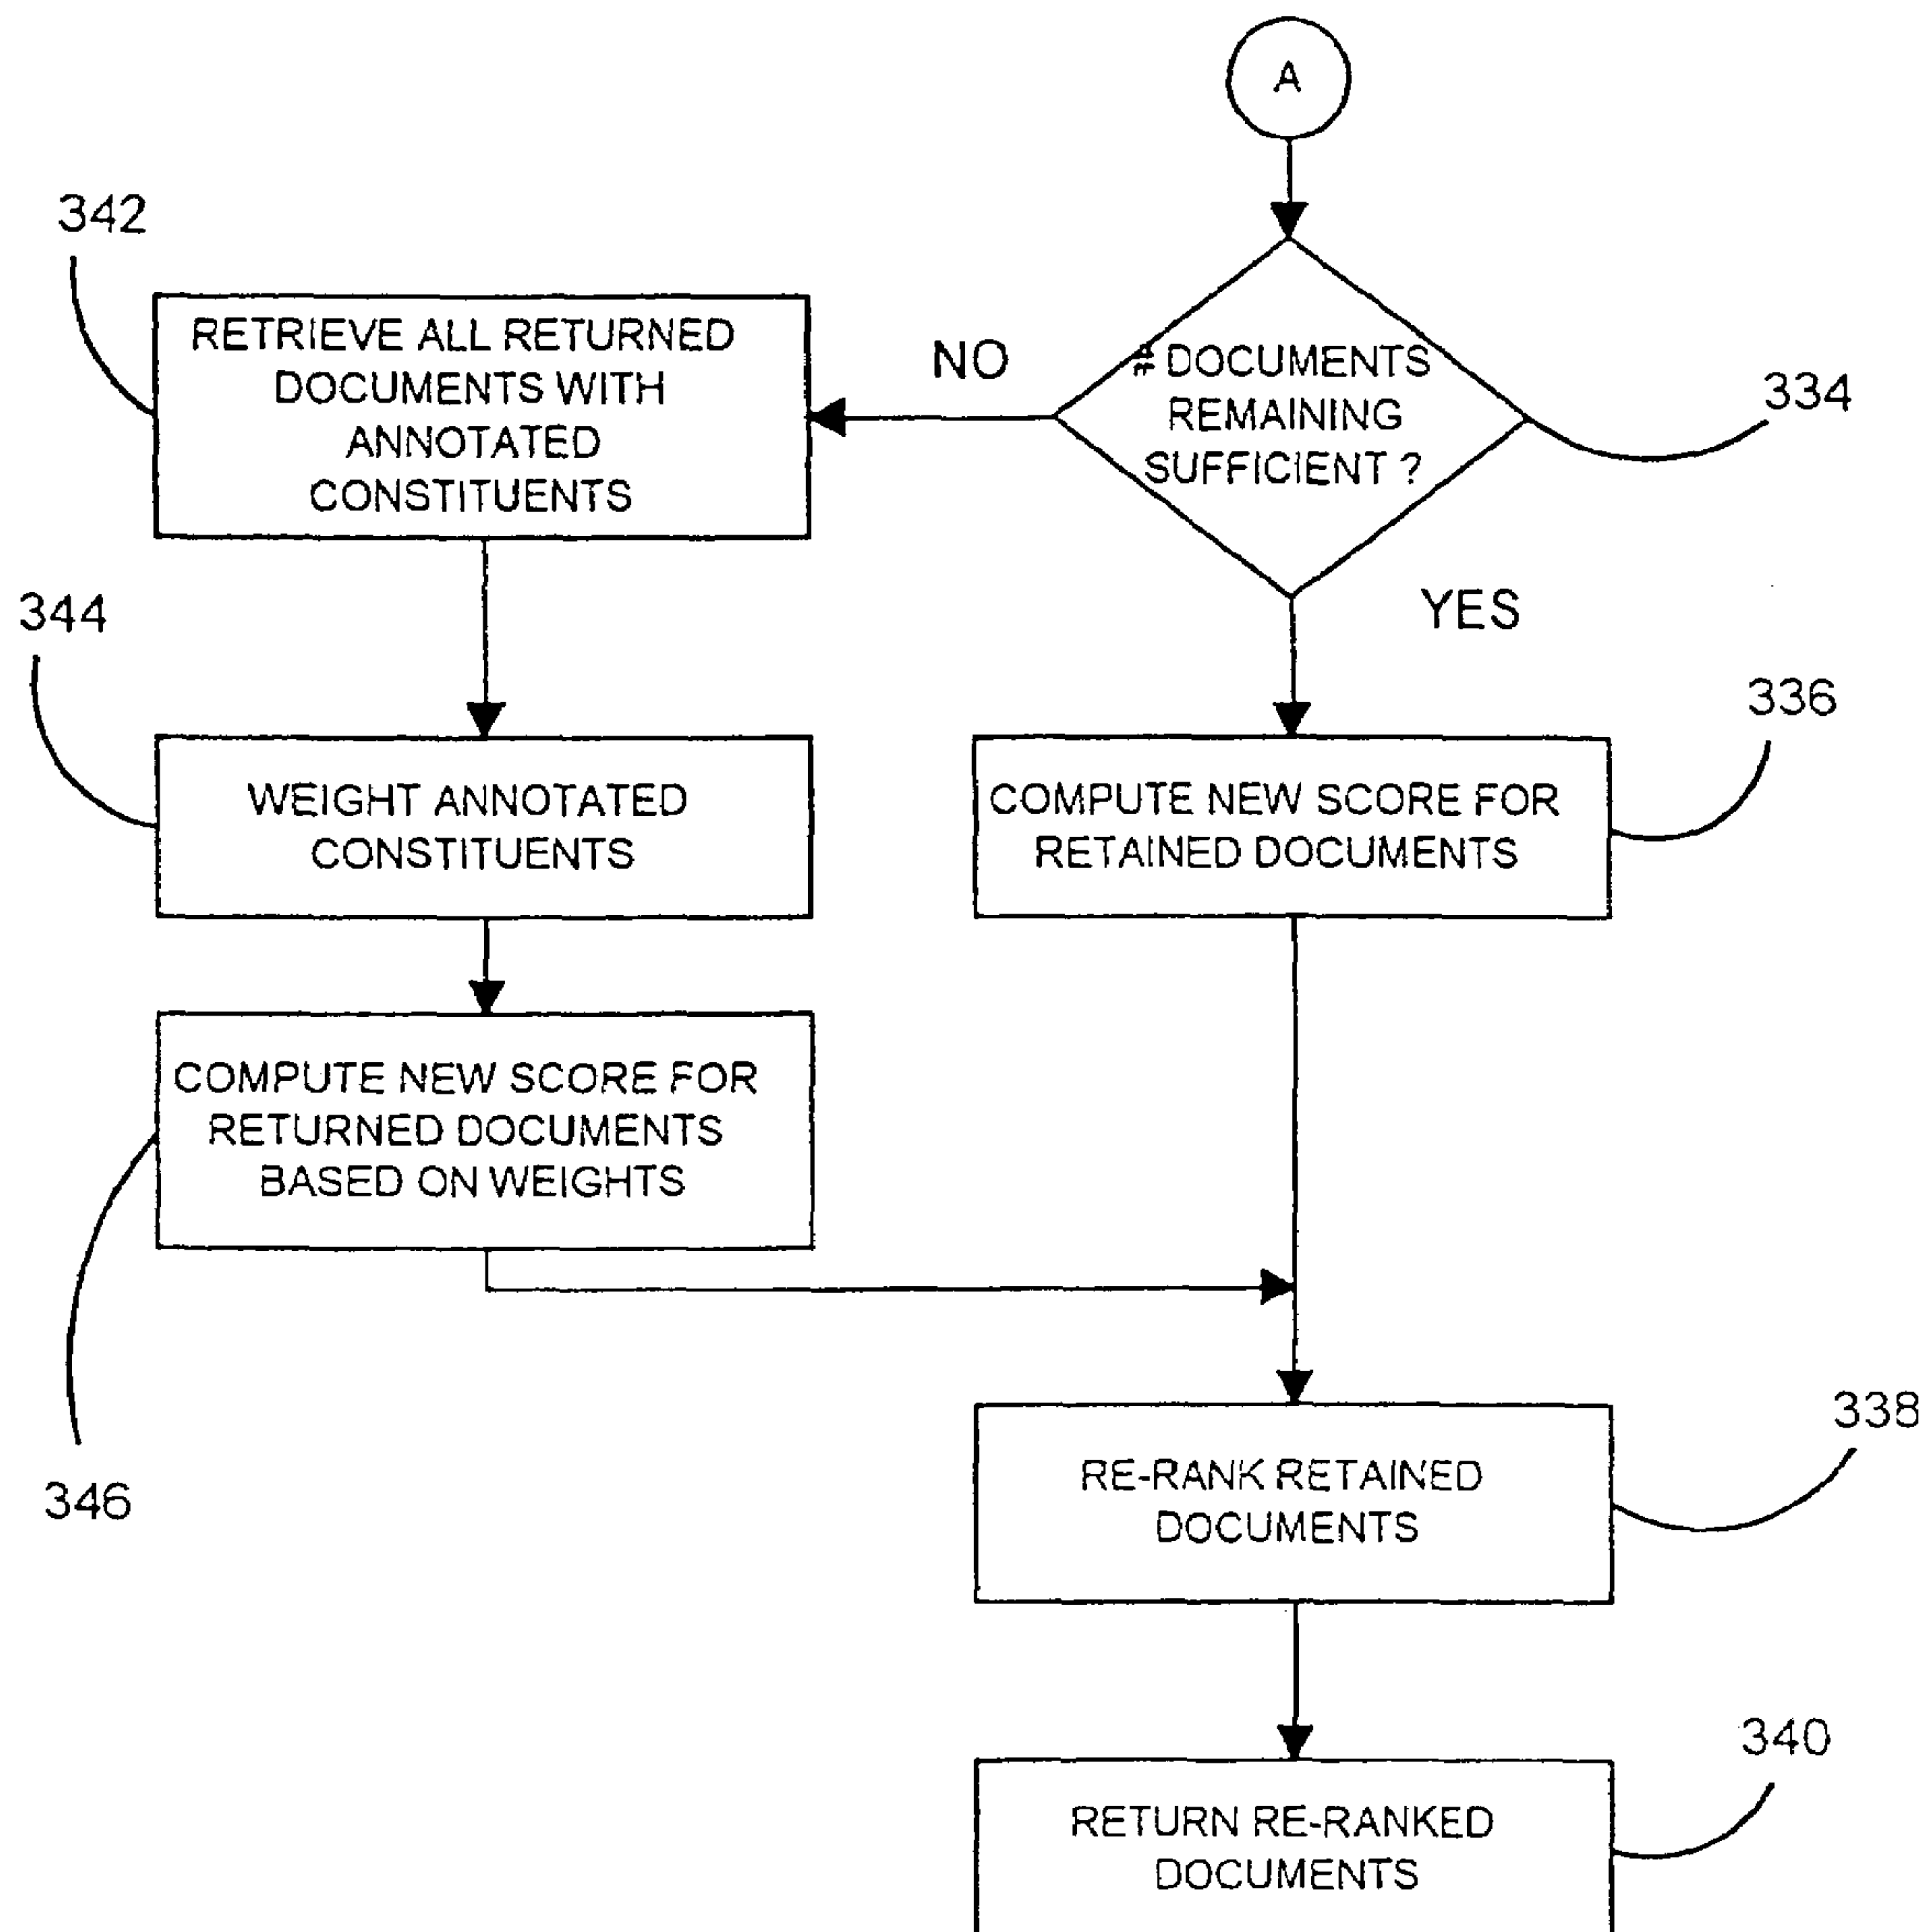 A
342
RETRIEVE ALL RETURNED
DOCUMENTS WITH
ANNOTATED
CONSTITUENTS
NO
# DOCUMENTS
REMAINING
SUFFICIENT ?
334
YES
344
WEIGHT ANNOTATED
CONSTITUENTS
336
COMPUTE NEW SCORE FOR
RETAINED DOCUMENTS
COMPUTE NEW SCORE FOR
RETURNED DOCUMENTS
BASED ON WEIGHTS
346
338
RE-RANK RETAINED
DOCUMENTS
340
RETURN RE-RANKED
DOCUMENTS